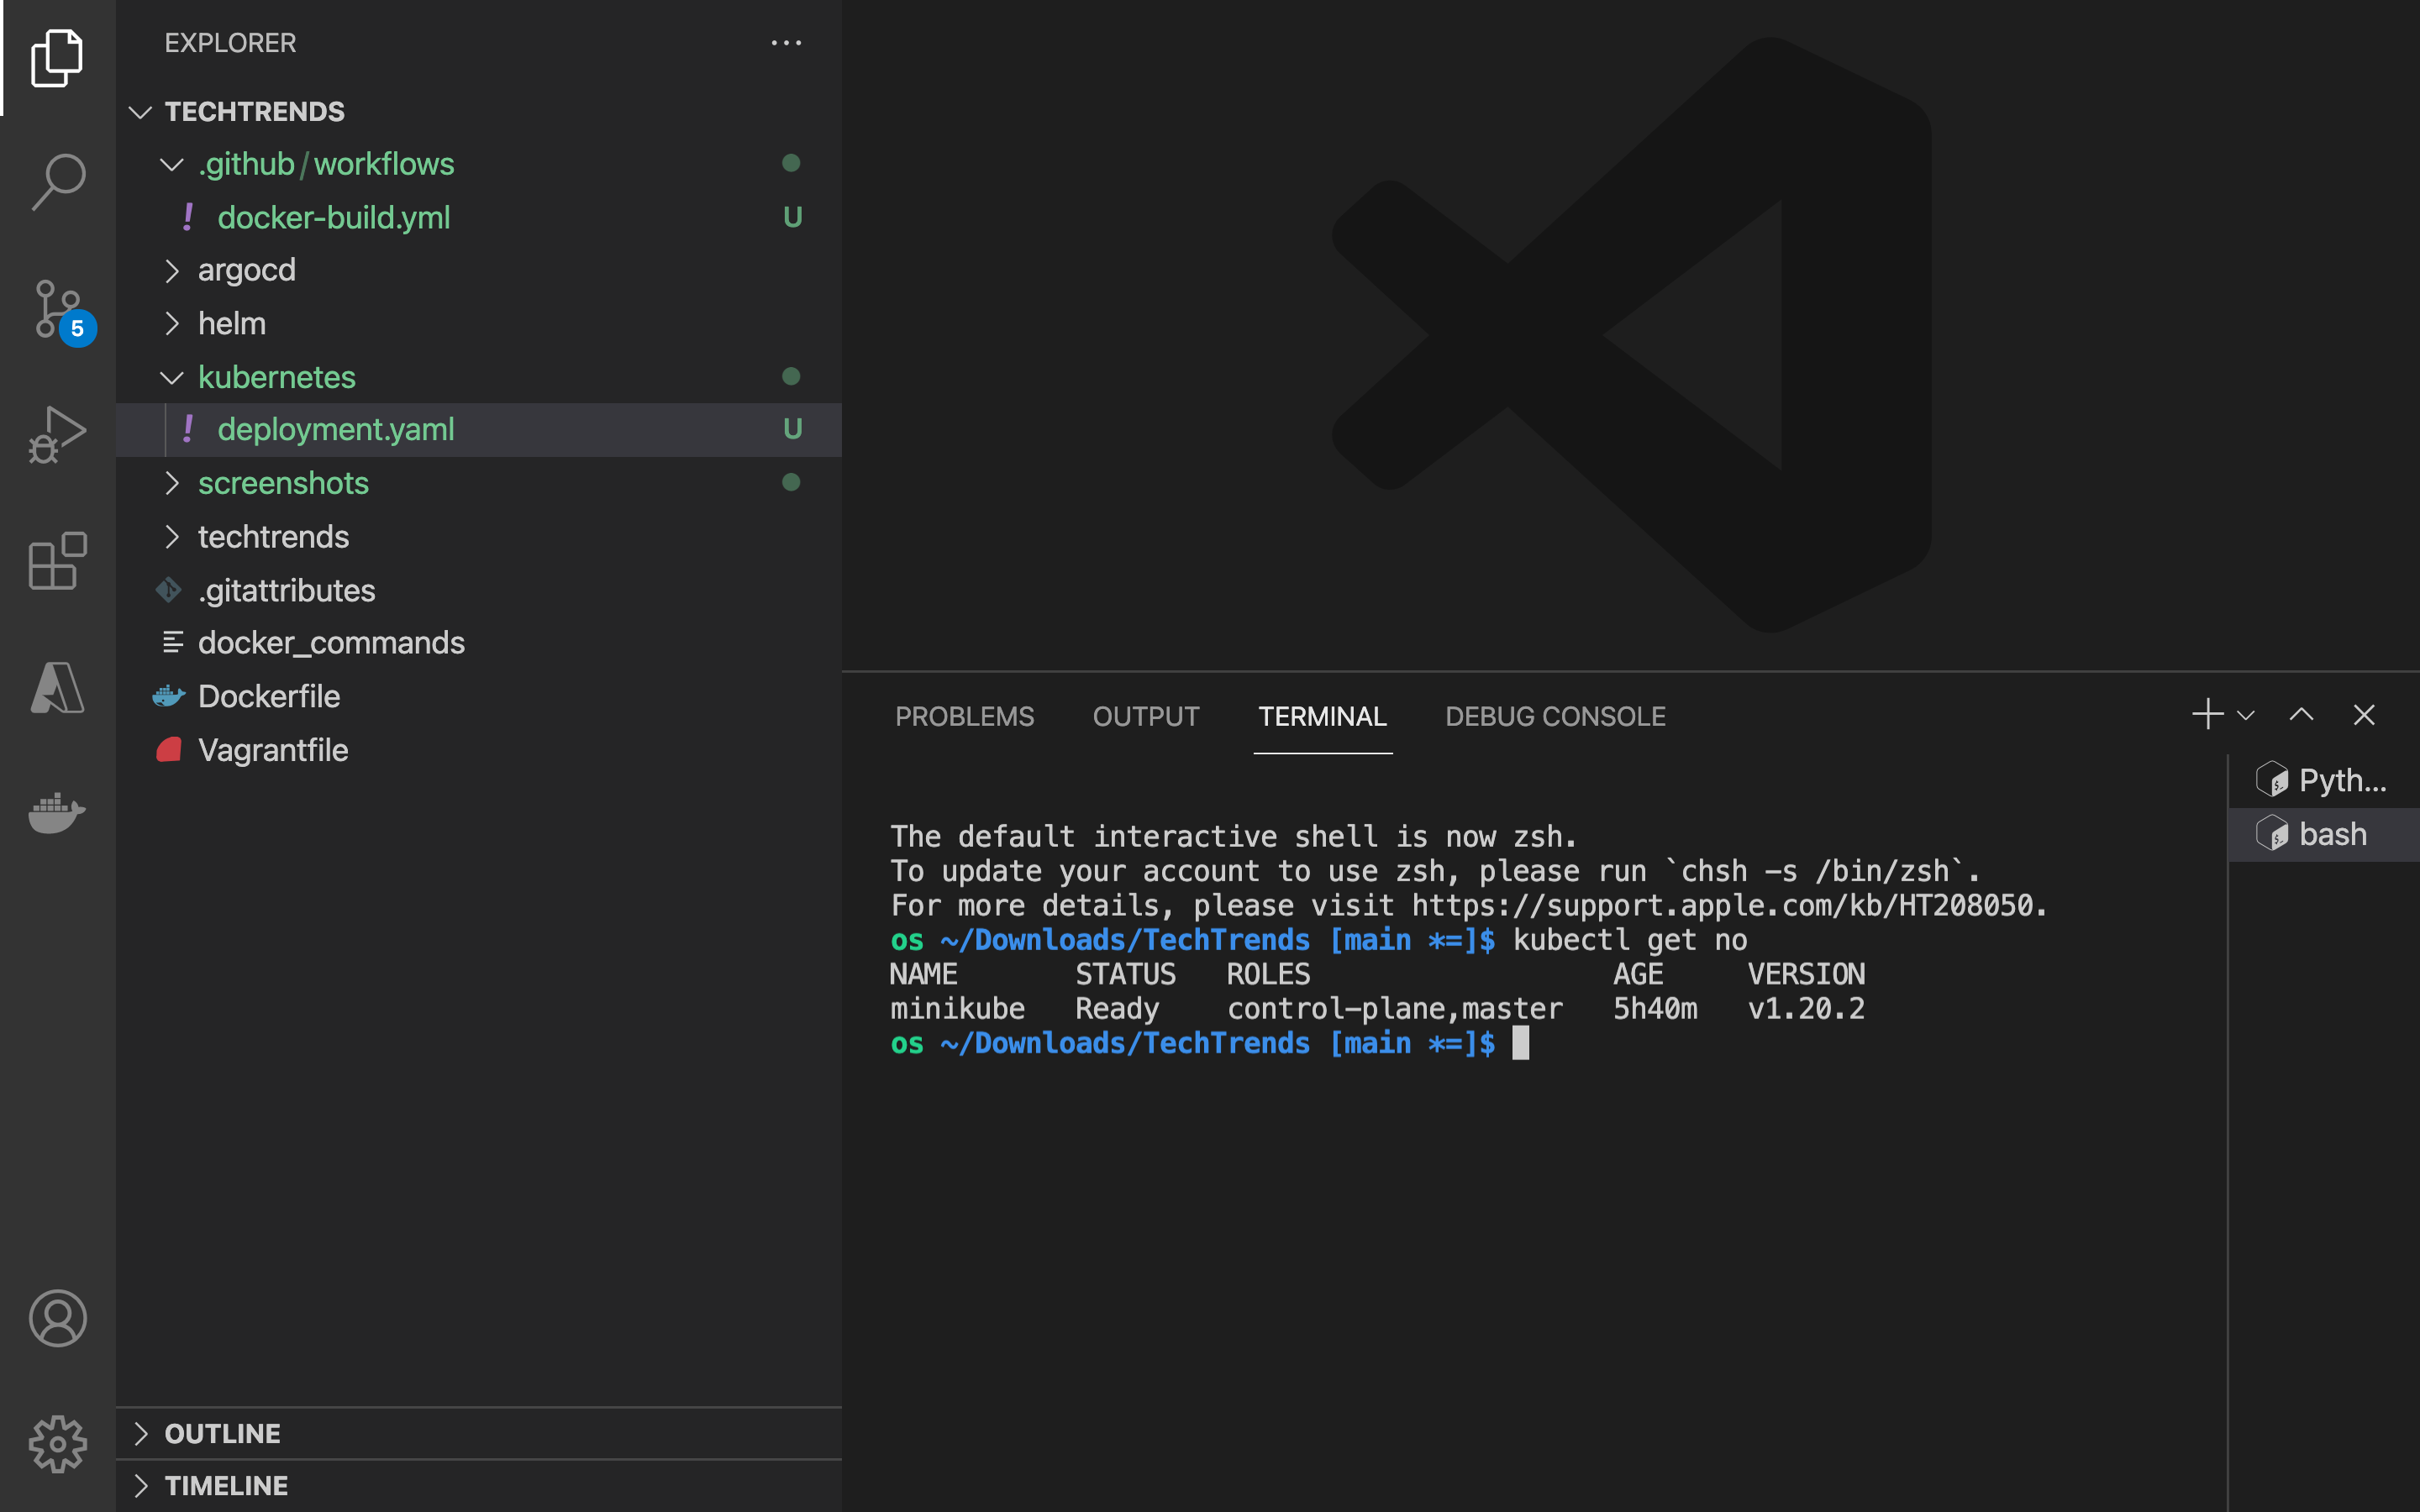 EXPLORER
TECHTRENDS
.github/workflows
! docker-build.yml U
argocd
helm
kubernetes
! deployment.yaml U
screenshots
techtrends
.gitattributes
docker_commands
Dockerfile
Vagrantfile
OUTLINE
TIMELINE
5
PROBLEMS OUTPUT TERMINAL DEBUG CONSOLE
The default interactive shell is now zsh.
To update your account to use zsh, please run `chsh -s /bin/zsh`.
For more details, please visit https://support.apple.com/kb/HT208050.
os ~/Downloads/TechTrends [main *=]$ kubectl get no
NAME STATUS ROLES AGE VERSION
minikube Ready control-plane,master 5h40m v1.20.2
os ~/Downloads/TechTrends [main *=]$
Pyth...
bash